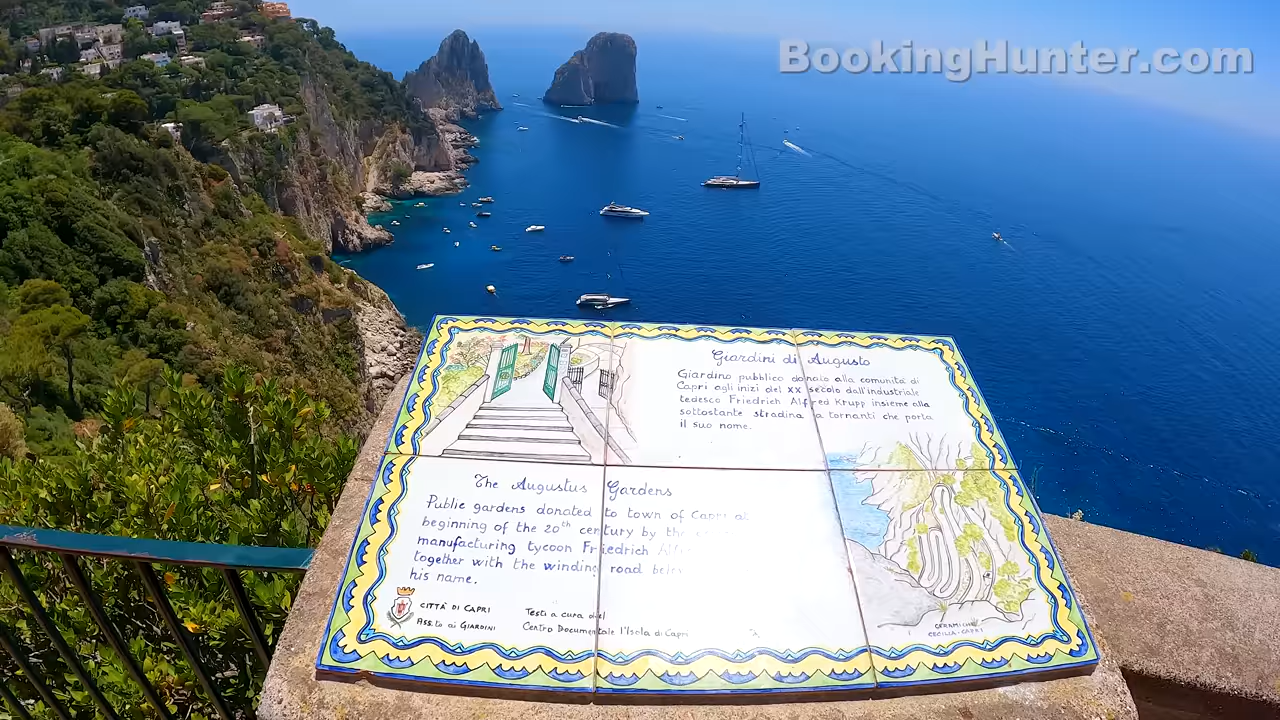 BookingHunter.com
Giardini di Augusto
Giardino pubblico donato alla comunità di
Capri agli inizi del XX secolo dall'industriale
tedesco Friedrich Alfred Krupp insieme alla
sottostante stradina a tornanti che porta
il suo nome.
The Augustus Gardens
Public gardens donated to town of Capri at
beginning of the 20th century by the
manufacturing tycoon Friedrich
together with the winding road
his name.
CITTÀ DI CAPRI
Ass.to ai GIARDINI
Testi a cura del
Centro Documentale l'Isola di Capri
CERAMICHE
CECILIA-CAPRI